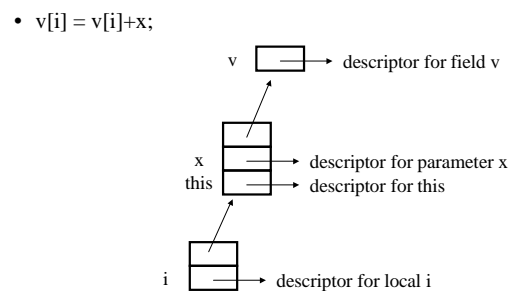 • v[i] = v[i]+x;
v descriptor for field v
x descriptor for parameter x
this descriptor for this
i descriptor for local i